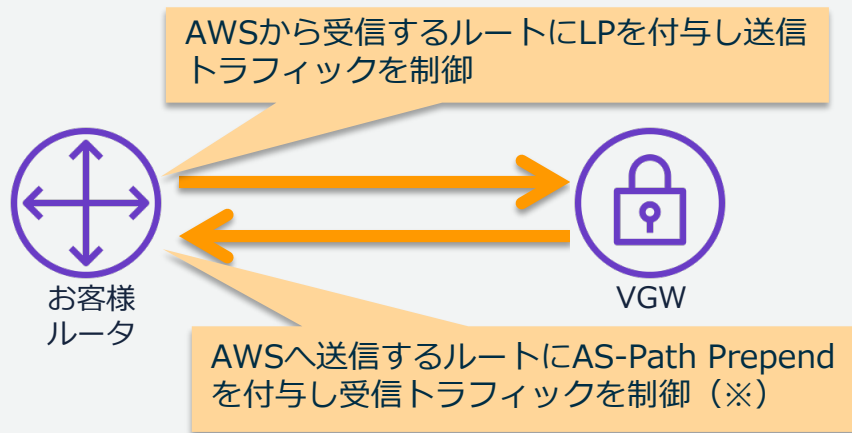 AWSから受信するルートにLPを付与し送信
トラフィックを制御
お客様
ルータ
VGW
AWSへ送信するルートにAS-Path Prepend
を付与し受信トラフィックを制御（※）